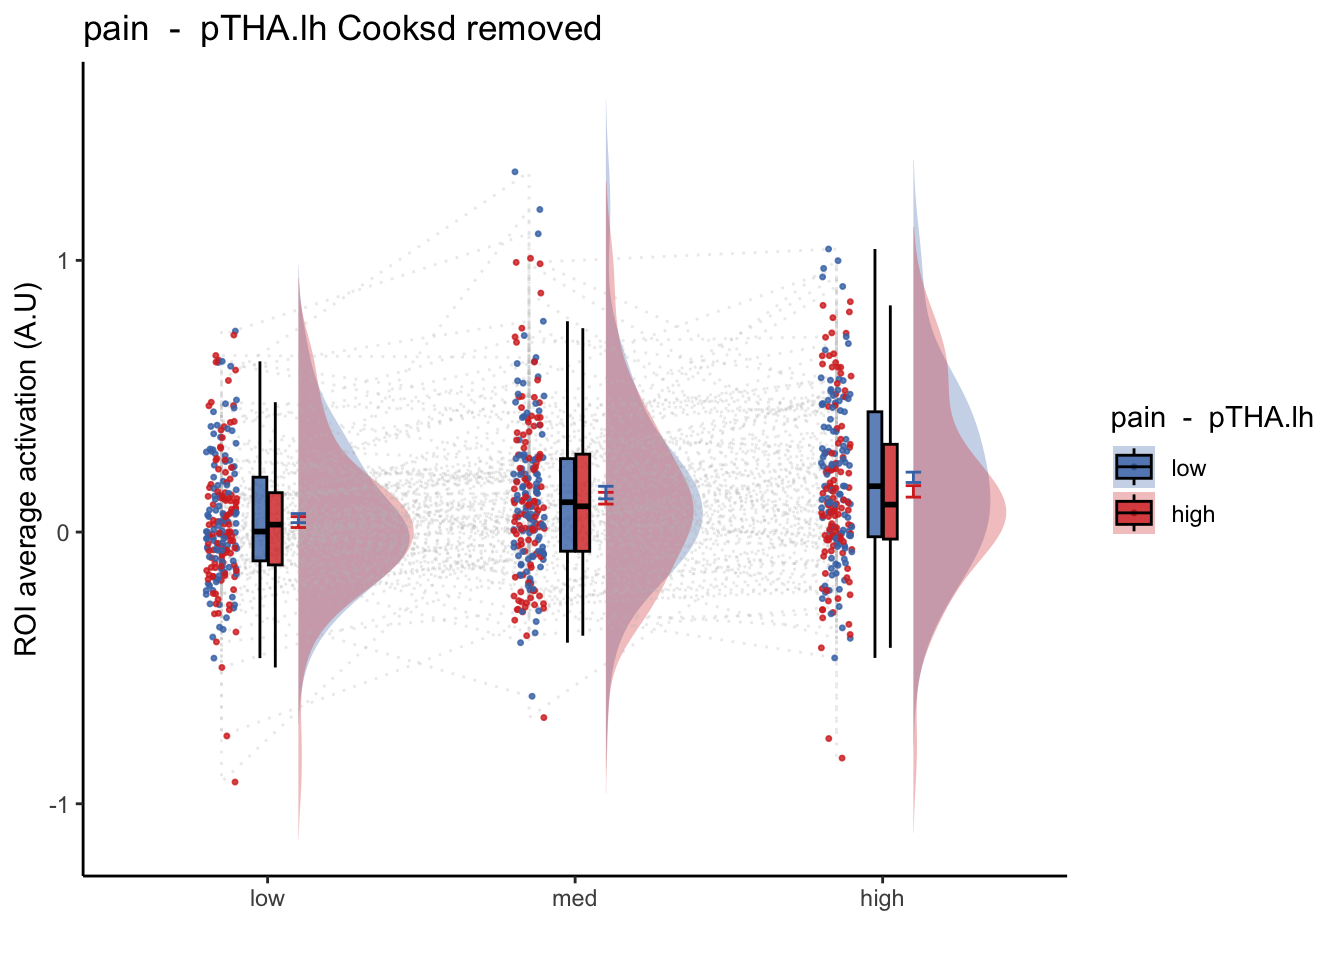 pain  -  pTHA.lh Cooksd removed
ROI average activation (A.U)
1
0
-1
low
med
high
pain  -  pTHA.lh
low
high